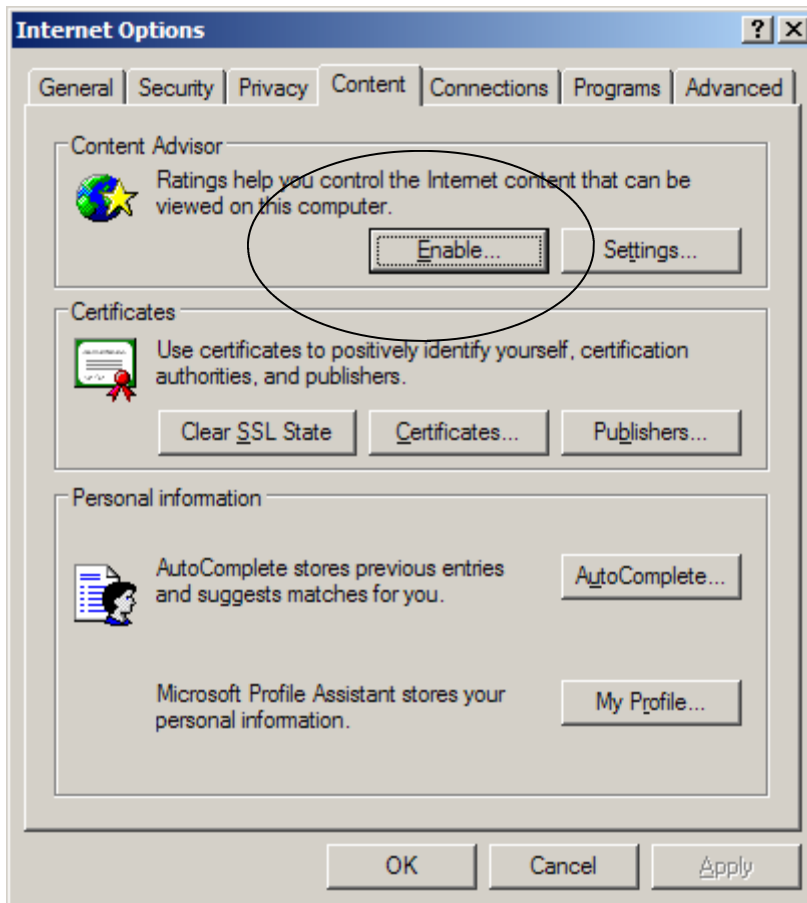 Internet Options
General Security Privacy Content Connections Programs Advanced
Content Advisor
Ratings help you control the Internet content that can be
viewed on this computer.
Enable... Settings...
Certificates
Use certificates to positively identify yourself, certification
authorities, and publishers.
Clear SSL State Certificates... Publishers...
Personal information
AutoComplete stores previous entries
and suggests matches for you.
AutoComplete...
Microsoft Profile Assistant stores your
personal information.
My Profile...
OK Cancel Apply